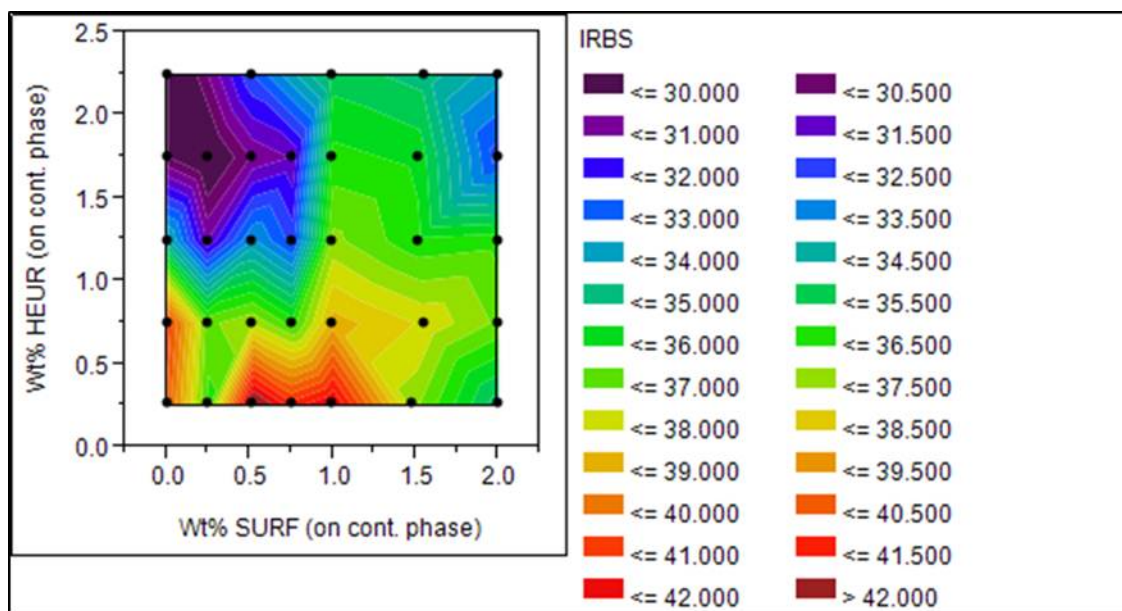 IRBS
<= 30.000 <= 30.500
<= 31.000 <= 31.500
<= 32.000 <= 32.500
<= 33.000 <= 33.500
<= 34.000 <= 34.500
<= 35.000 <= 35.500
<= 36.000 <= 36.500
<= 37.000 <= 37.500
<= 38.000 <= 38.500
<= 39.000 <= 39.500
<= 40.000 <= 40.500
<= 41.000 <= 41.500
<= 42.000 > 42.000
Wt% HEUR (on cont. phase)
2.5
2.0
1.5
1.0
0.5
0.0
0.0 0.5 1.0 1.5 2.0
Wt% SURF (on cont. phase)